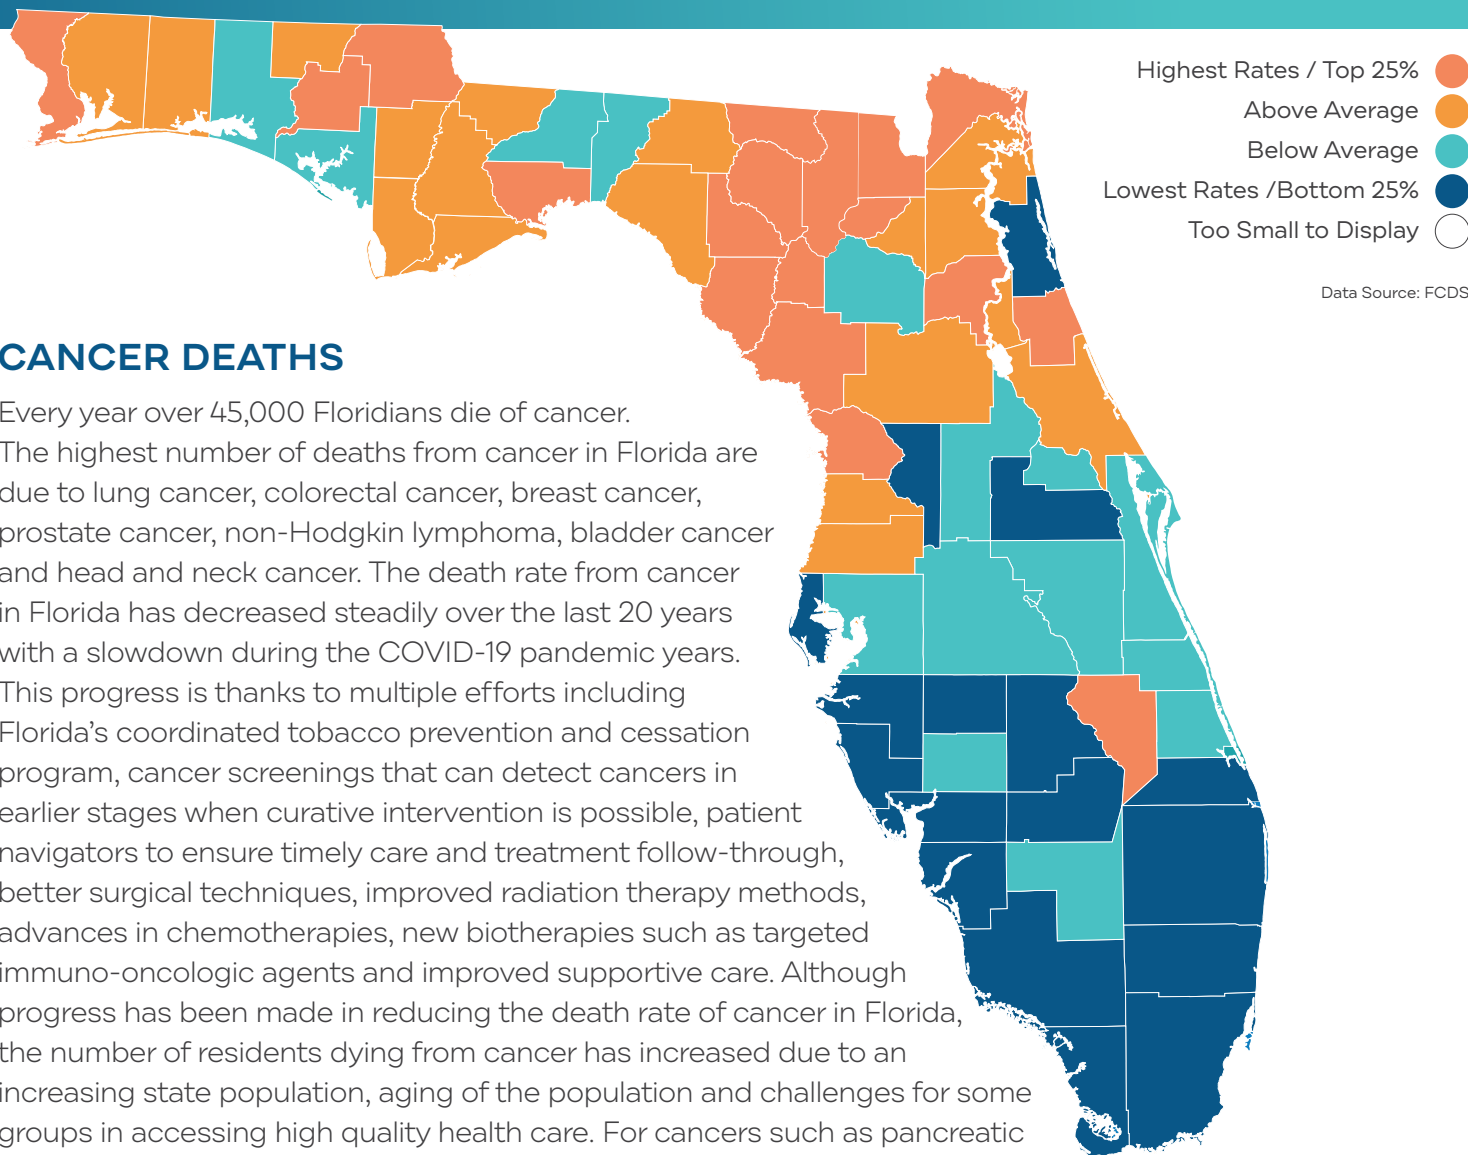 Highest Rates / Top 25%
Above Average
Below Average
Lowest Rates /Bottom 25%
Too Small to Display
Data Source: FCDS
CANCER DEATHS
Every year over 45,000 Floridians die of cancer.
The highest number of deaths from cancer in Florida are
due to lung cancer, colorectal cancer, breast cancer,
prostate cancer, non-Hodgkin lymphoma, bladder cancer
and head and neck cancer. The death rate from cancer
in Florida has decreased steadily over the last 20 years
with a slowdown during the COVID-19 pandemic years.
This progress is thanks to multiple efforts including
Florida’s coordinated tobacco prevention and cessation
program, cancer screenings that can detect cancers in
earlier stages when curative intervention is possible, patient
navigators to ensure timely care and treatment follow-through,
better surgical techniques, improved radiation therapy methods,
advances in chemotherapies, new biotherapies such as targeted
immuno-oncologic agents and improved supportive care. Although
progress has been made in reducing the death rate of cancer in Florida,
the number of residents dying from cancer has increased due to an
increasing state population, aging of the population and challenges for some
groups in accessing high quality health care. For cancers such as pancreatic